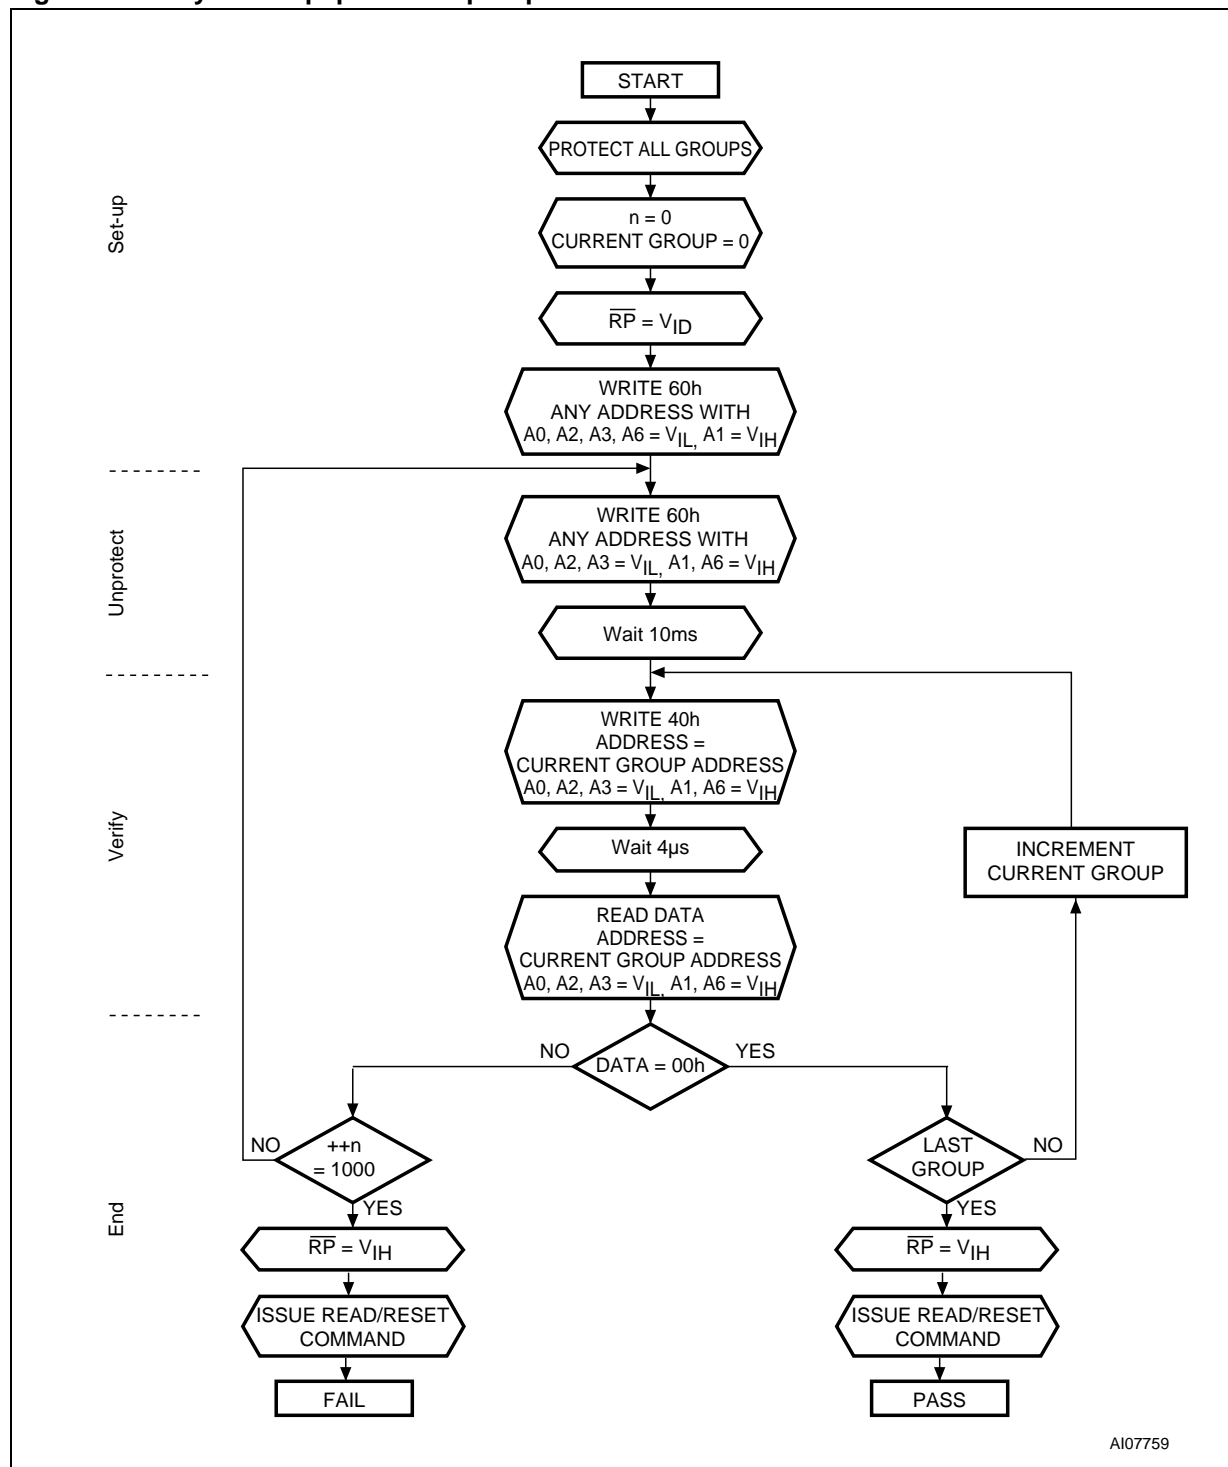 START
PROTECT ALL GROUPS
n = 0
CURRENT GROUP = 0
RP = VID
WRITE 60h
ANY ADDRESS WITH
A0, A2, A3, A6 = VIL, A1 = VIH
Set-up
WRITE 60h
ANY ADDRESS WITH
A0, A2, A3 = VIL, A1, A6 = VIH
Wait 10ms
Unprotect
WRITE 40h
ADDRESS =
CURRENT GROUP ADDRESS
A0, A2, A3 = VIL, A1, A6 = VIH
Wait 4µs
READ DATA
ADDRESS =
CURRENT GROUP ADDRESS
A0, A2, A3 = VIL, A1, A6 = VIH
Verify
INCREMENT
CURRENT GROUP
NO
DATA = 00h
YES
NO
++n
= 1000
YES
LAST
GROUP
NO
YES
End
RP = VIH
RP = VIH
ISSUE READ/RESET
COMMAND
ISSUE READ/RESET
COMMAND
FAIL
PASS
AI07759